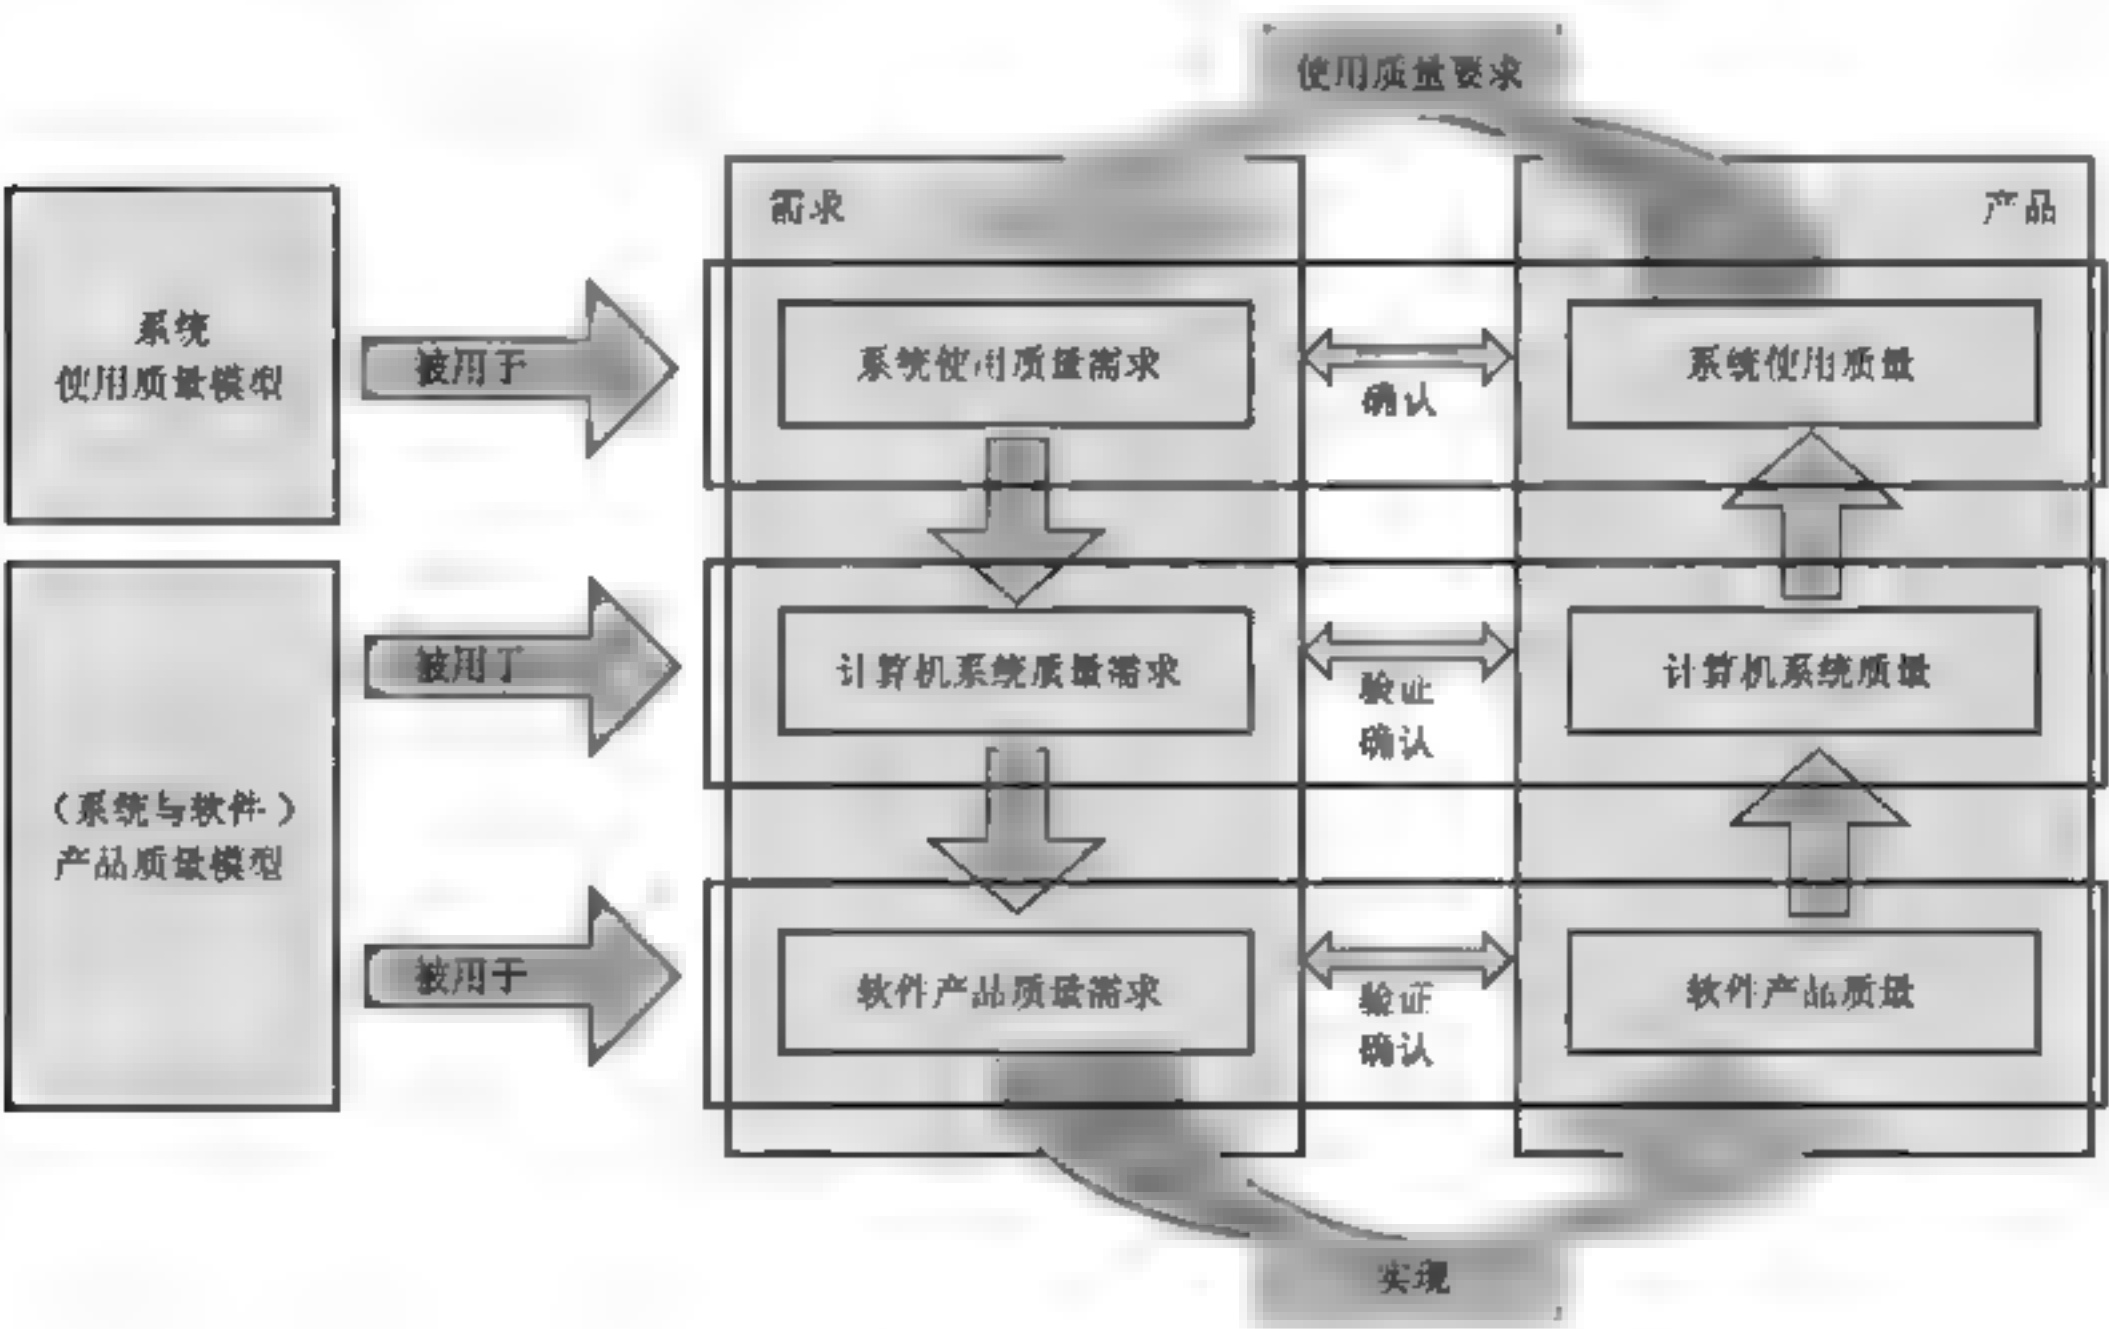 使用质量要求
需求
产品
系统
使用质量模型
被用于
系统使用质量需求
确认
系统使用质量
被用于
计算机系统质量需求
验证
确认
计算机系统质量
（系统与软件）
产品质量模型
被用于
软件产品质量需求
验证
确认
软件产品质量
实现